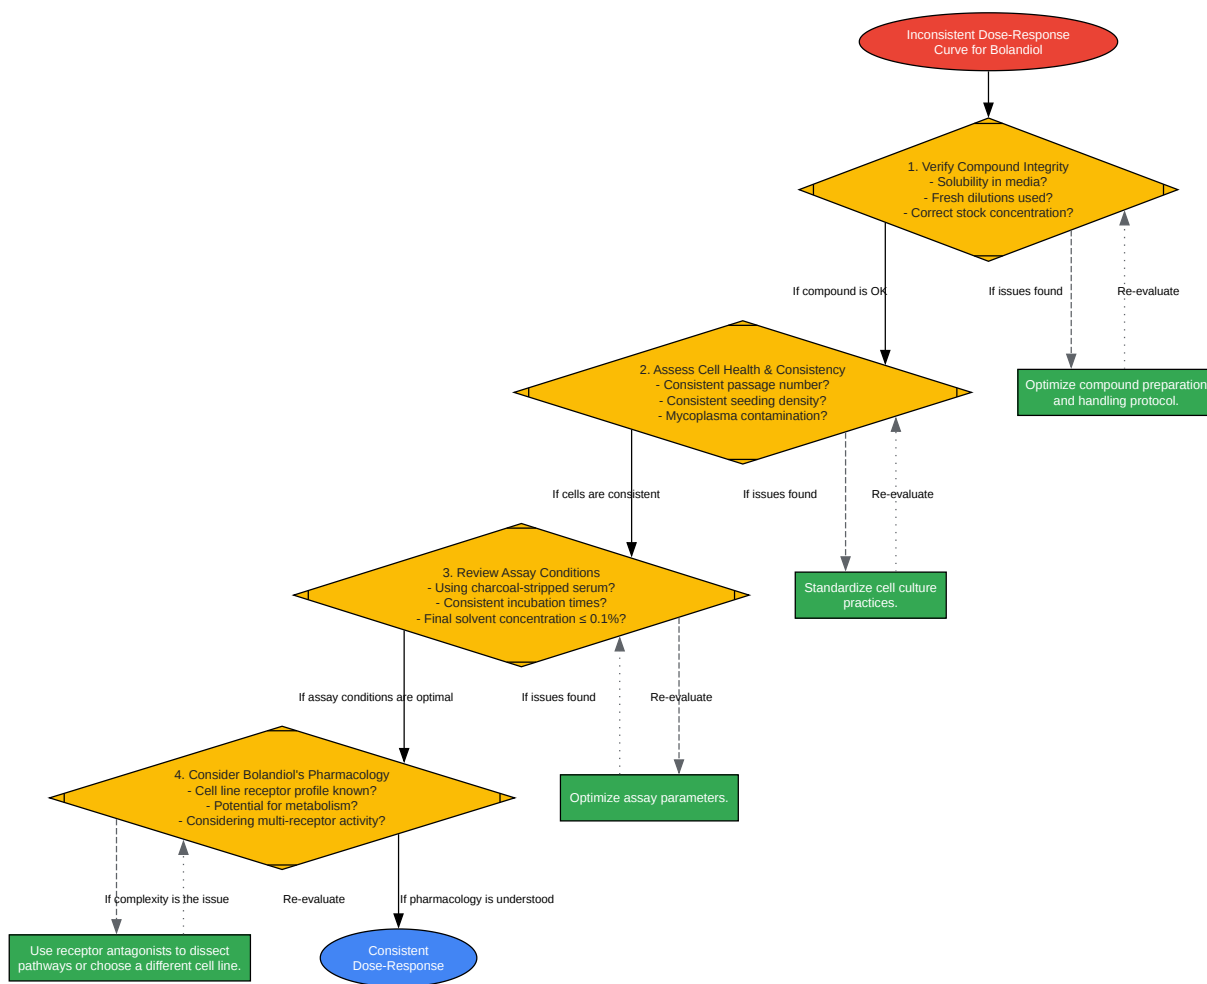 Inconsistent Dose-Response
Curve for Bolandiol
1. Verify Compound Integrity
- Solubility in media?
- Fresh dilutions used?
- Correct stock concentration?
If compound is OK
If issues found
Re-evaluate
Optimize compound preparation
and handling protocol.
2. Assess Cell Health & Consistency
- Consistent passage number?
- Consistent seeding density?
- Mycoplasma contamination?
If cells are consistent
If issues found
Re-evaluate
Standardize cell culture
practices.
3. Review Assay Conditions
- Using charcoal-stripped serum?
- Consistent incubation times?
- Final solvent concentration ≤ 0.1%?
If assay conditions are optimal
If issues found
Re-evaluate
Optimize assay parameters.
4. Consider Bolandiol's Pharmacology
- Cell line receptor profile known?
- Potential for metabolism?
- Considering multi-receptor activity?
If complexity is the issue
Re-evaluate
If pharmacology is understood
Use receptor antagonists to dissect
pathways or choose a different cell line.
Consistent
Dose-Response